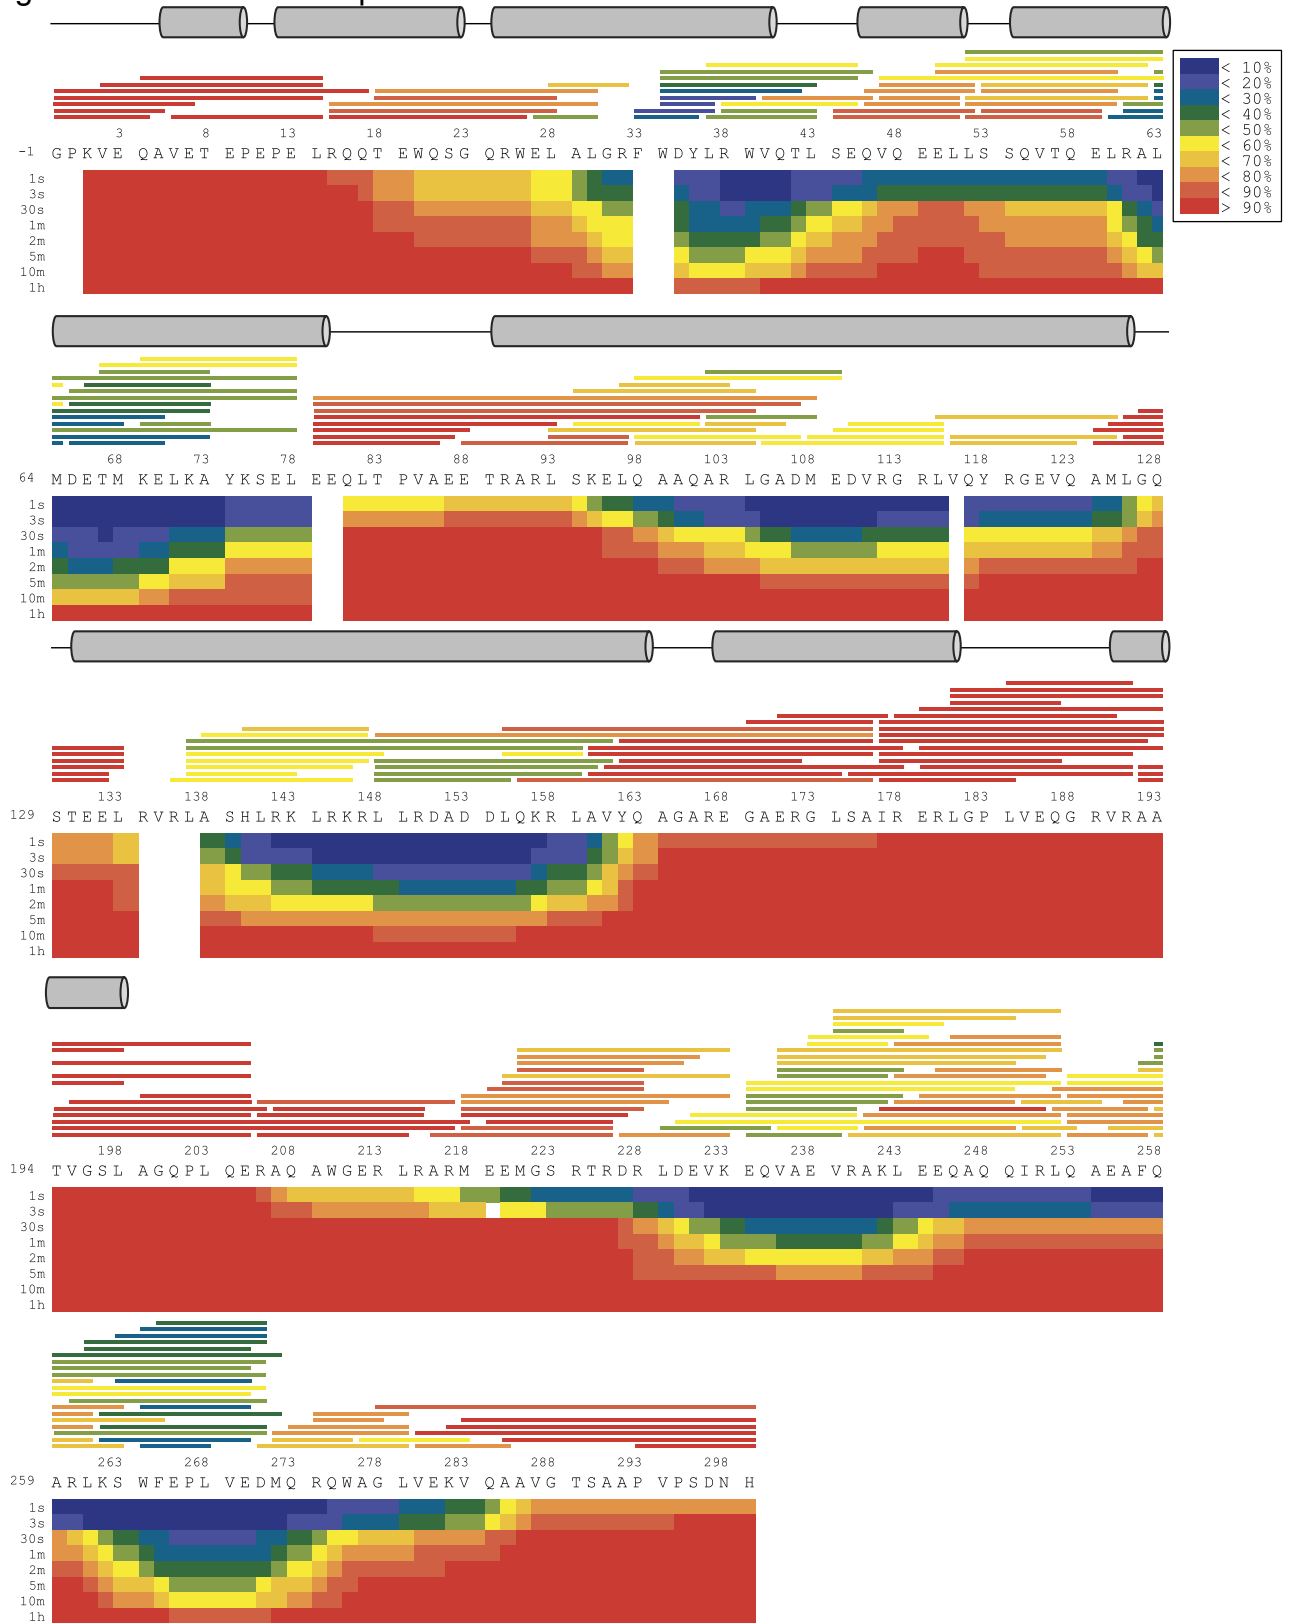 < 10%
< 20%
< 30%
< 40%
< 50%
< 60%
< 70%
< 80%
< 90%
> 90%
3 8 13 18 23 28 33 38 43 48 53 58 63
-1 GPKVE QAVET EPEPE LRQQT EWQSG QRWEL ALGRF WDYLR WVQTL SEQVQ EELLS SQVTQ ELRAL
1s
3s
30s
1m
2m
5m
10m
1h
68 73 78 83 88 93 98 103 108 113 118 123 128
64 MDETM KELKA YKSEL EEQLT PVAEE TRARL SKELQ AAQAR LGADM EDVRG RLVQY RGEVQ AMLGQ
1s
3s
30s
1m
2m
5m
10m
1h
133 138 143 148 153 158 163 168 173 178 183 188 193
129 STEEL RVRLA SHLRK LRKRL LRDAD DLQKR LAVYQ AGARE GAERG LSAIR ERLGP LVEQG RVRAA
1s
3s
30s
1m
2m
5m
10m
1h
198 203 208 213 218 223 228 233 238 243 248 253 258
194 TVGSL AGQPL QERAQ AWGER LRARM EEMGS RTRDR LDEVK EQVAE VRAKL EEQAQ QIRLQ AEAFQ
1s
3s
30s
1m
2m
5m
10m
1h
263 268 273 278 283 288 293 298
259 ARLKS WFEPL VEDMQ RQWAG LVEKV QAAVG TSAAP VPSDN H
1s
3s
30s
1m
2m
5m
10m
1h